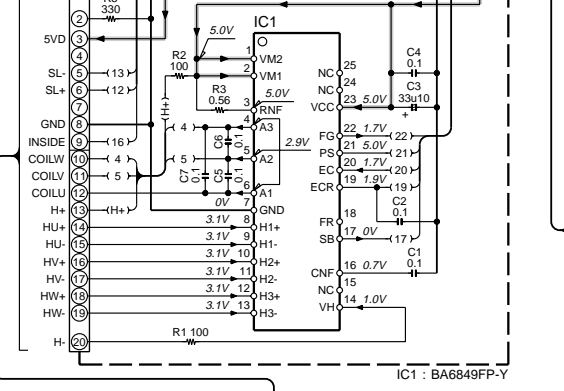 R5
330
IC1
5VD
SL-
SL+
GND
INSIDE
COILW
COILV
COILU
H+
HU+
HU-
HV+
HV-
HW+
HW-
H-
2
3
4
5
6
7
8
9
10
11
12
13
14
15
16
17
18
19
20
13
12
16
4
5
(H+)
(H+)
4
5
R2
100
R3
0.56
5.0V
5.0V
2.9V
0V
C7
0.1
C6
0.1
C5
0.1
1 VM2
2 VM1
3 RNF
4 A3
5 A2
6 A1
7 GND
3.1V 8 H1+
3.1V 9 H1-
3.1V 10 H2+
3.1V 11 H2-
3.1V 12 H3+
3.1V 13 H3-
NC 25
NC 24
VCC 23 5.0V
FG 22 1.7V 22
PS 21 5.0V 21
EC 20 1.7V 20
ECR 19 1.9V 19
FR 18
SB 17 0V 17
CNF 16 0.7V
NC 15
VH 14 1.0V
C4
0.1
C3
33u10
+
C2
0.1
C1
0.1
R1 100
IC1 : BA6849FP-Y